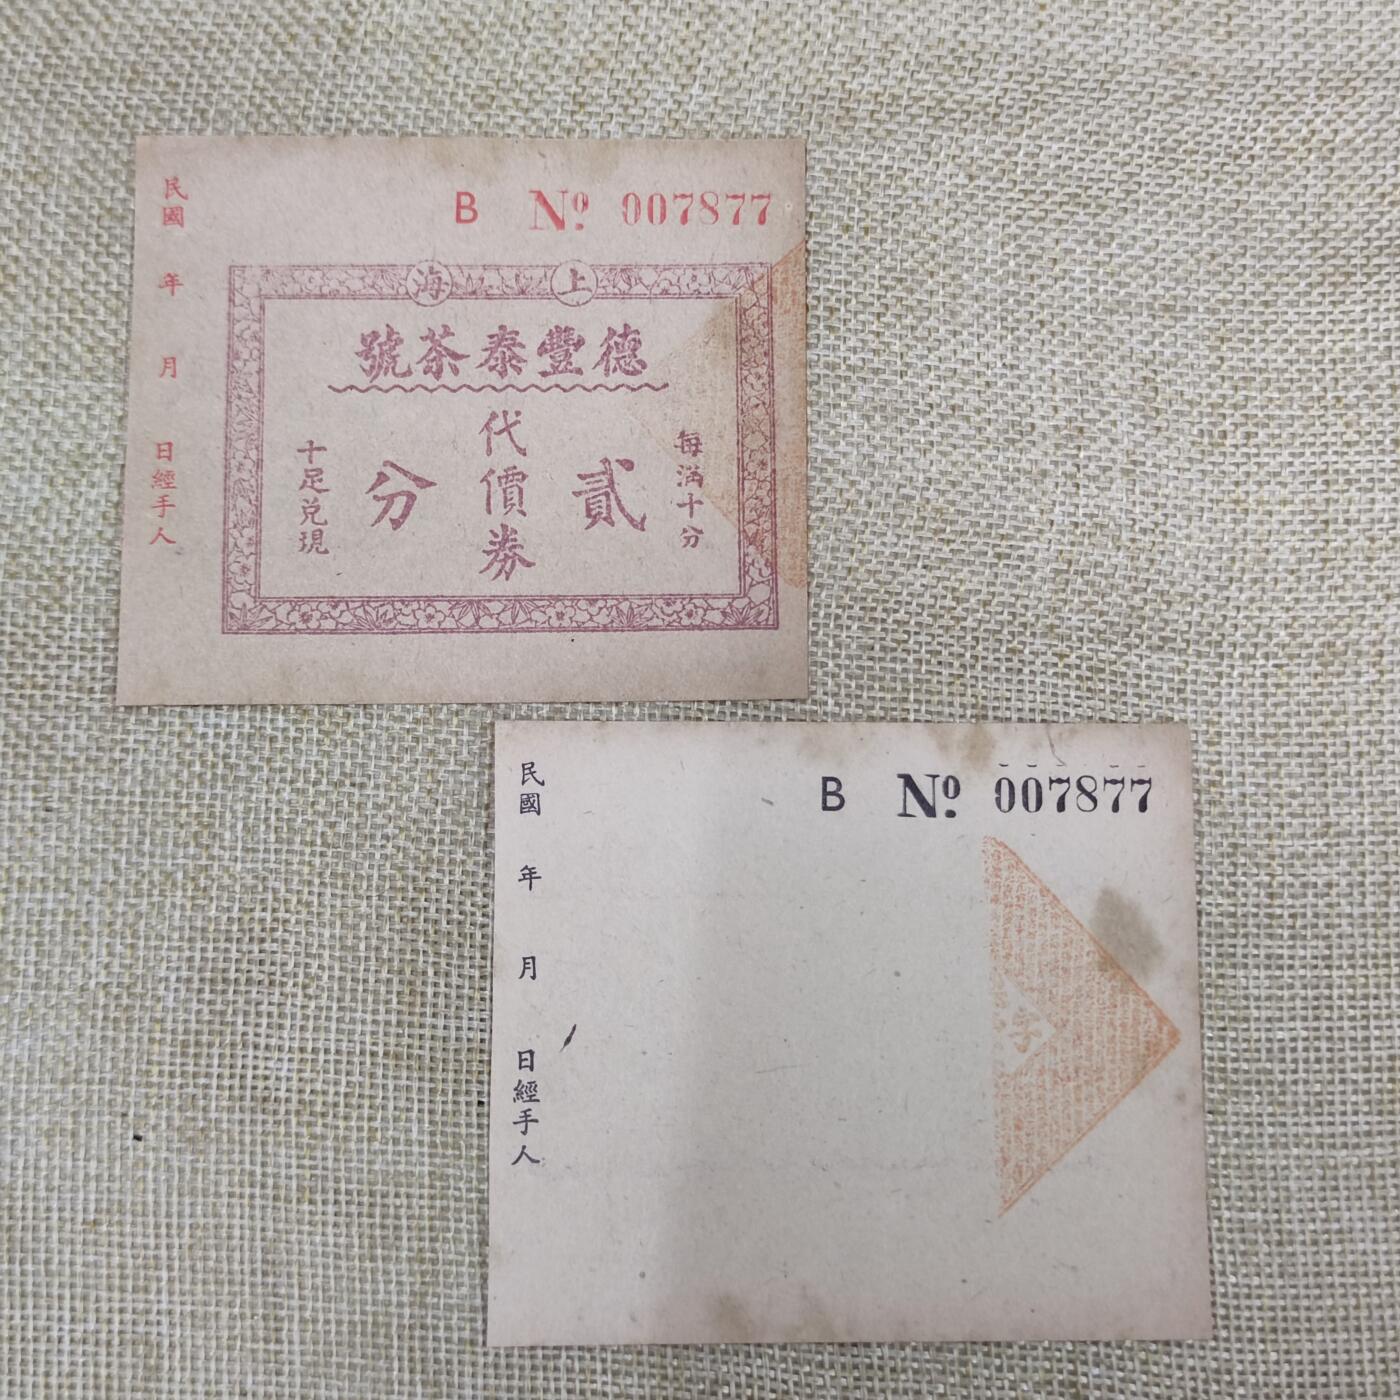 B Nº 007877
上海
德豐泰茶號
每滿十分
貳分
代價券
十足兌現
民國 年 月 日經手人
B Nº 007877
字
民國 年 月 日經手人